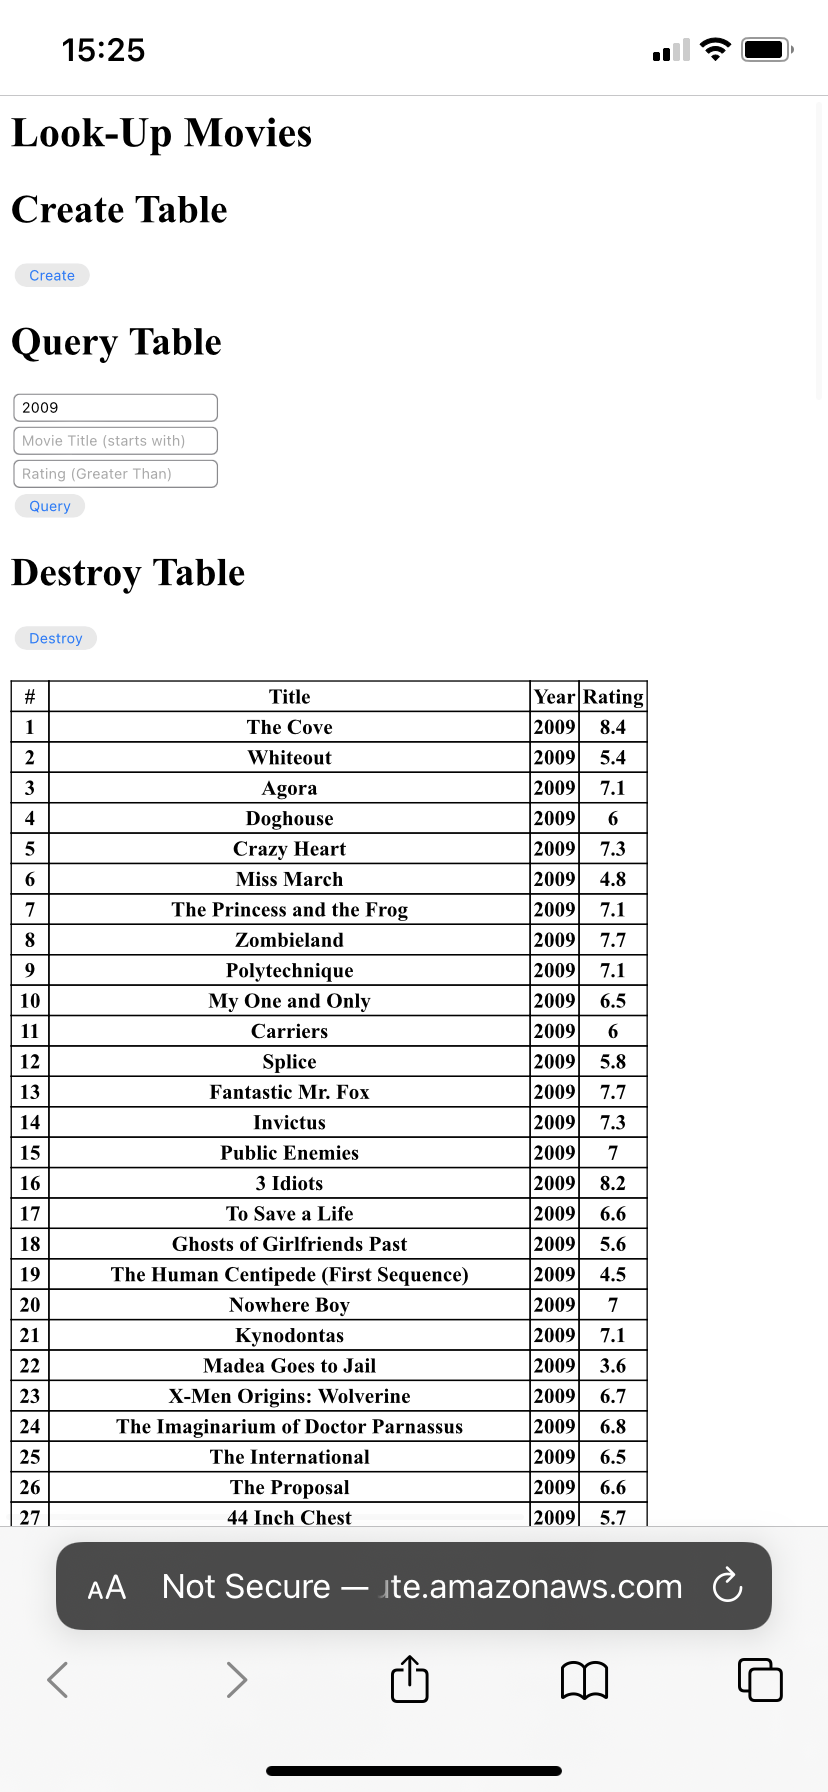 15:25
Look-Up Movies
Create Table
Create
Query Table
2009
Movie Title (starts with)
Rating (Greater Than)
Query
Destroy Table
Destroy
# Title Year Rating
1 The Cove 2009 8.4
2 Whiteout 2009 5.4
3 Agora 2009 7.1
4 Doghouse 2009 6
5 Crazy Heart 2009 7.3
6 Miss March 2009 4.8
7 The Princess and the Frog 2009 7.1
8 Zombieland 2009 7.7
9 Polytechnique 2009 7.1
10 My One and Only 2009 6.5
11 Carriers 2009 6
12 Splice 2009 5.8
13 Fantastic Mr. Fox 2009 7.7
14 Invictus 2009 7.3
15 Public Enemies 2009 7
16 3 Idiots 2009 8.2
17 To Save a Life 2009 6.6
18 Ghosts of Girlfriends Past 2009 5.6
19 The Human Centipede (First Sequence) 2009 4.5
20 Nowhere Boy 2009 7
21 Kynodontas 2009 7.1
22 Madea Goes to Jail 2009 3.6
23 X-Men Origins: Wolverine 2009 6.7
24 The Imaginarium of Doctor Parnassus 2009 6.8
25 The International 2009 6.5
26 The Proposal 2009 6.6
27 44 Inch Chest 2009 5.7
AA Not Secure — te.amazonaws.com